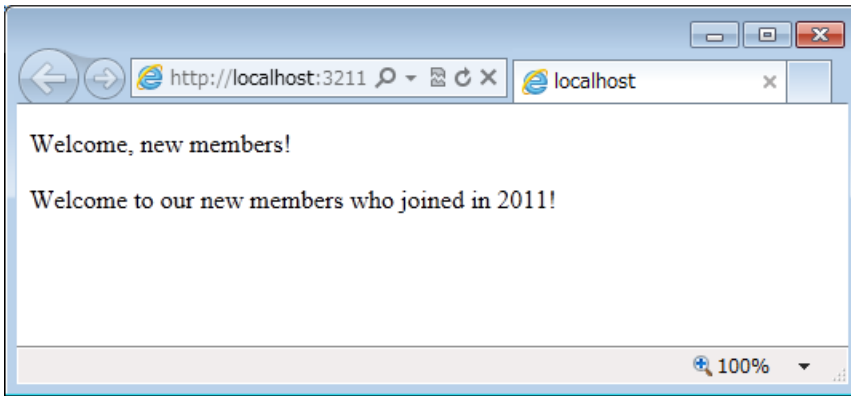 http://localhost:3211
localhost
Welcome, new members!
Welcome to our new members who joined in 2011!
100%